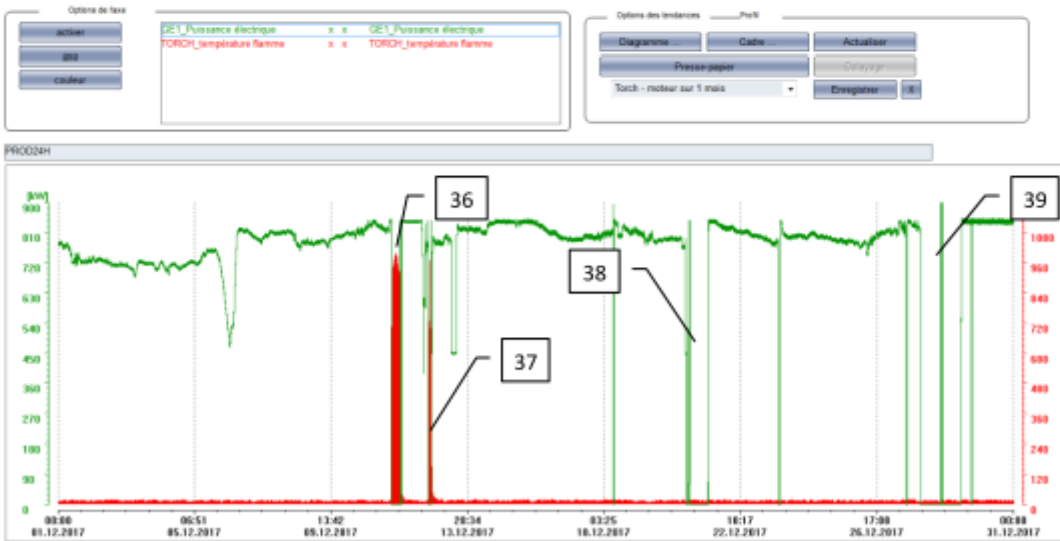 Options de l'axe
activer
couleur
GE1_Puissance électrique x x GE1_Puissance électrique
TORCH_température flamme x x TORCH_température flamme
Options des tendances
Diagramme ... Cadre ... Actualiser
Presse-papier
Torch - moteur sur 1 mois Enregistrer X
PROD24H
[kW]
900
810
720
630
540
450
360
270
180
90
0
1080
960
840
720
600
480
360
240
120
0
36
37
38
39
00:00 06:51 13:42 20:34 03:25 10:17 17:08 00:00
01.12.2017 05.12.2017 09.12.2017 13.12.2017 18.12.2017 22.12.2017 26.12.2017 31.12.2017